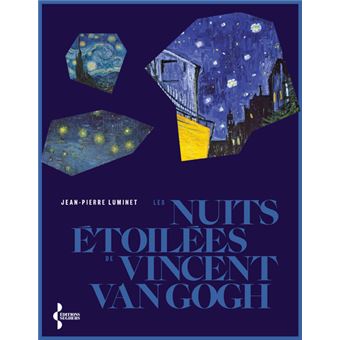 JEAN-PIERRE LUMINET
LES
NUITS
ÉTOILÉES
DE
VINCENT
VAN GOGH
ÉDITIONS
SEGHERS